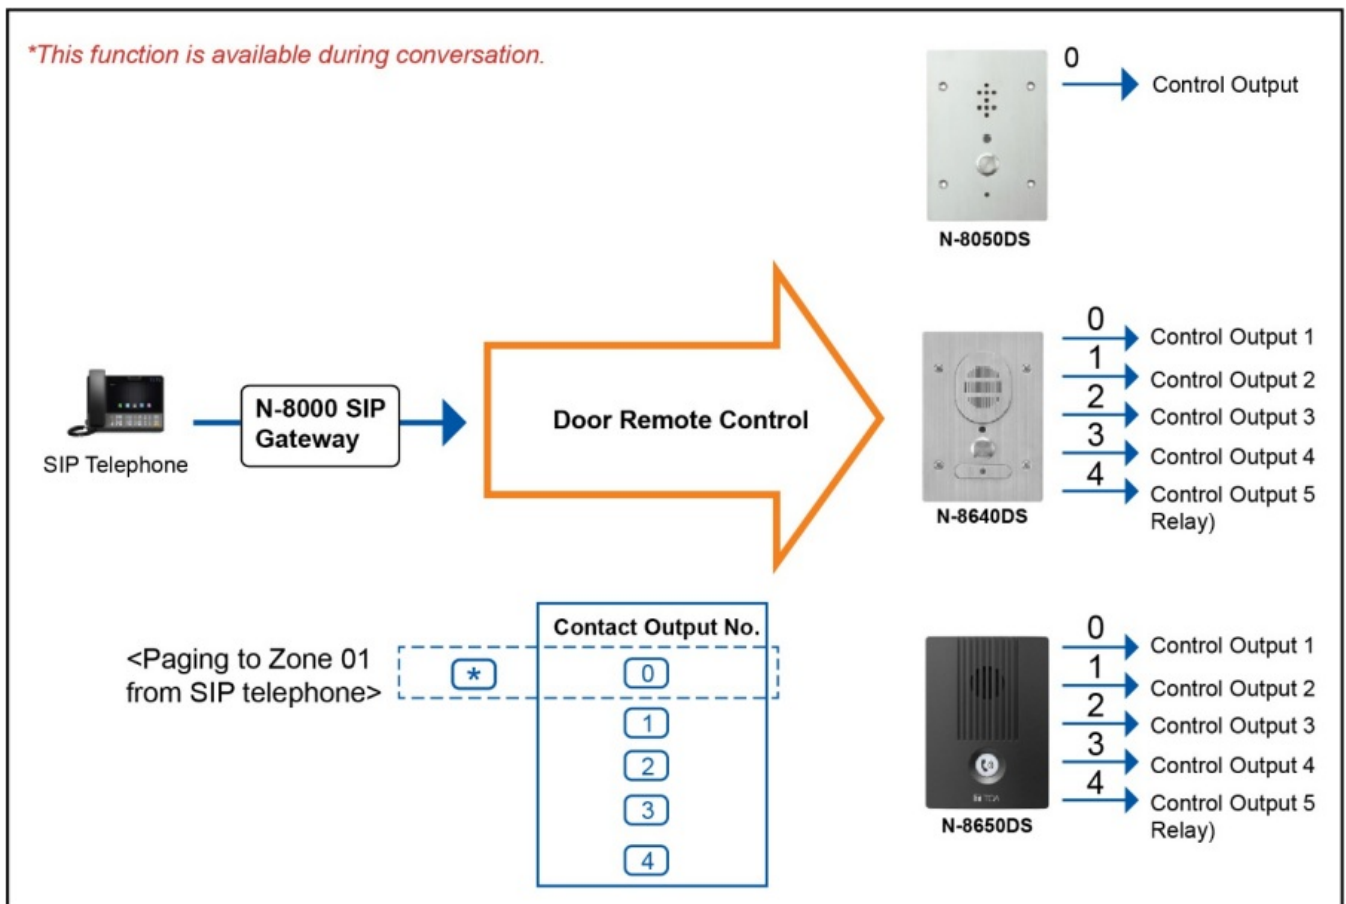 *This function is available during conversation.
0
Control Output
N-8050DS
0
Control Output 1
1
Control Output 2
2
Control Output 3
3
Control Output 4
4
Control Output 5
Relay)
N-8640DS
SIP Telephone
N-8000 SIP
Gateway
Door Remote Control
<Paging to Zone 01
from SIP telephone>
*
Contact Output No.
0
1
2
3
4
0
Control Output 1
1
Control Output 2
2
Control Output 3
3
Control Output 4
4
Control Output 5
Relay)
TOA
N-8650DS